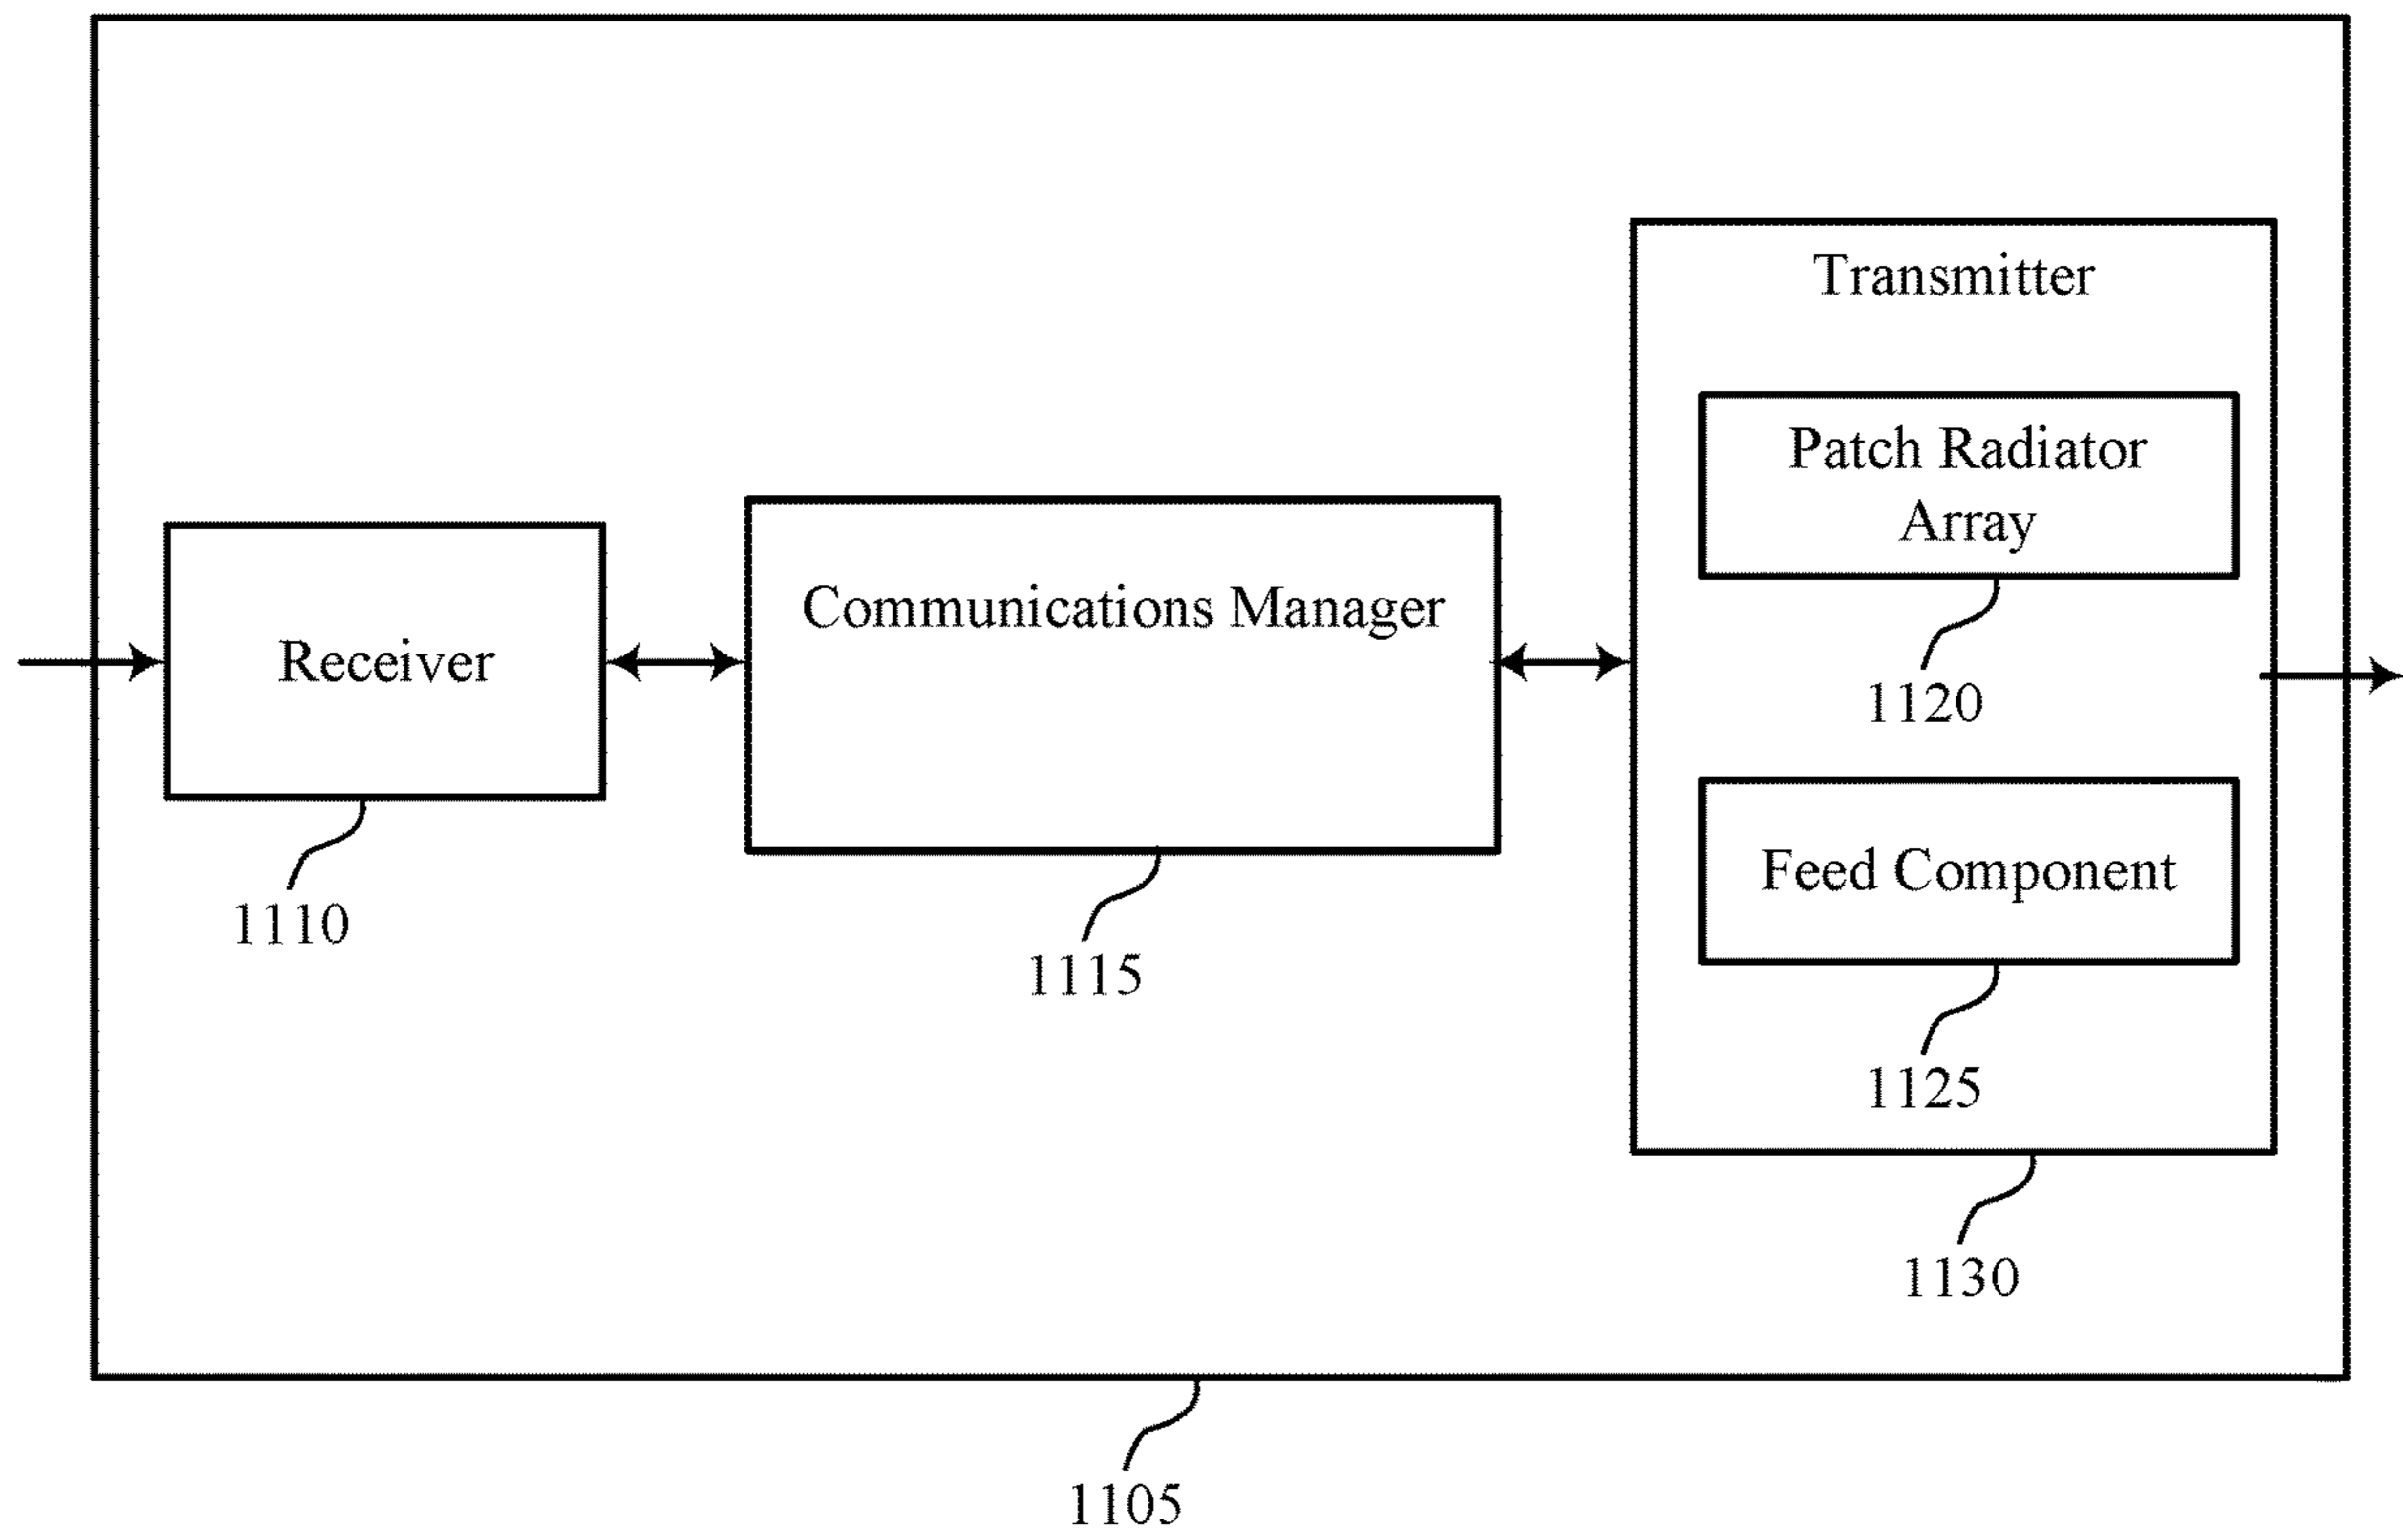 Transmitter
Patch Radiator
Array
1120
Receiver
1110
Communications Manager
1115
Feed Component
1125
1130
1105